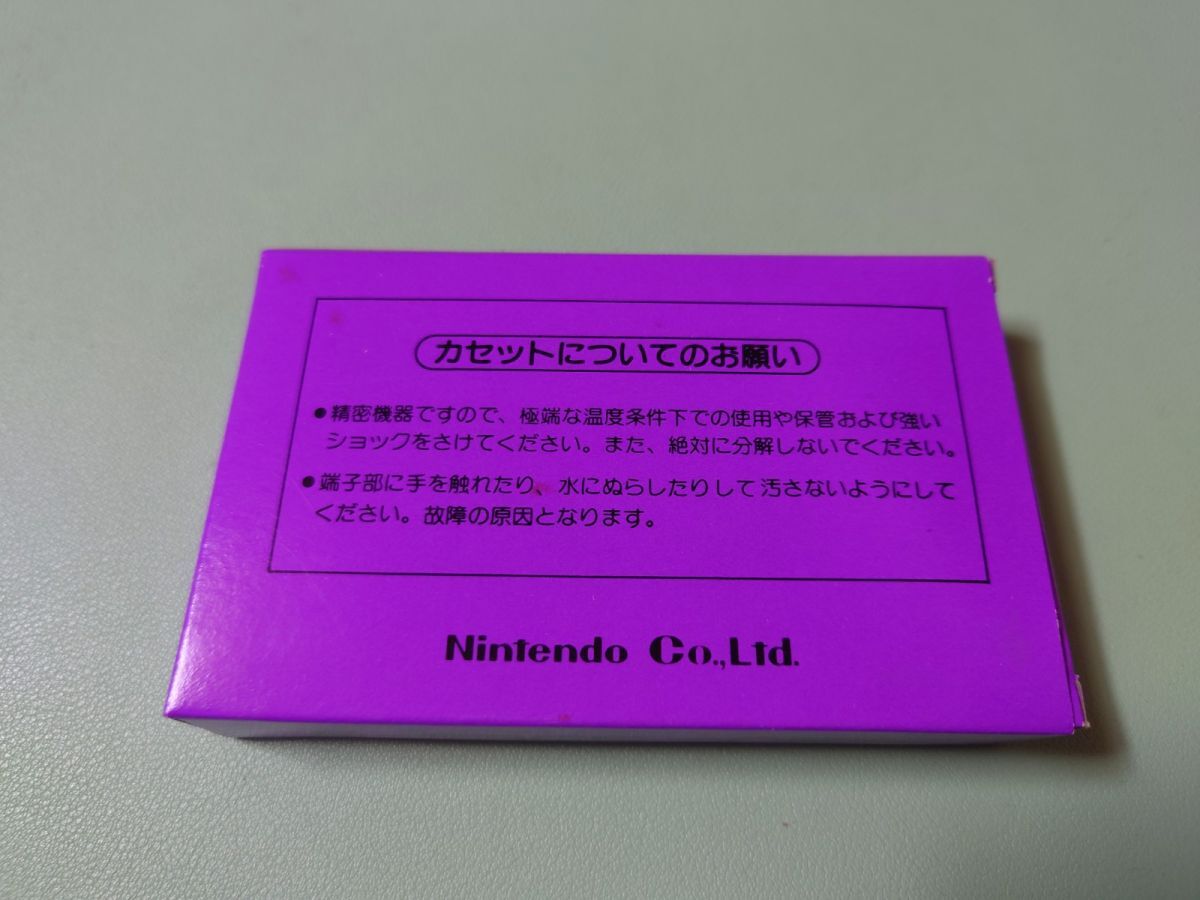 カセットについてのお願い
●精密機器ですので、極端な温度条件下での使用や保管および強い
ショックをさけてください。また、絶対に分解しないでください。
●端子部に手を触れたり、水にぬらしたりして汚さないようにして
ください。故障の原因となります。
Nintendo Co.,Ltd.